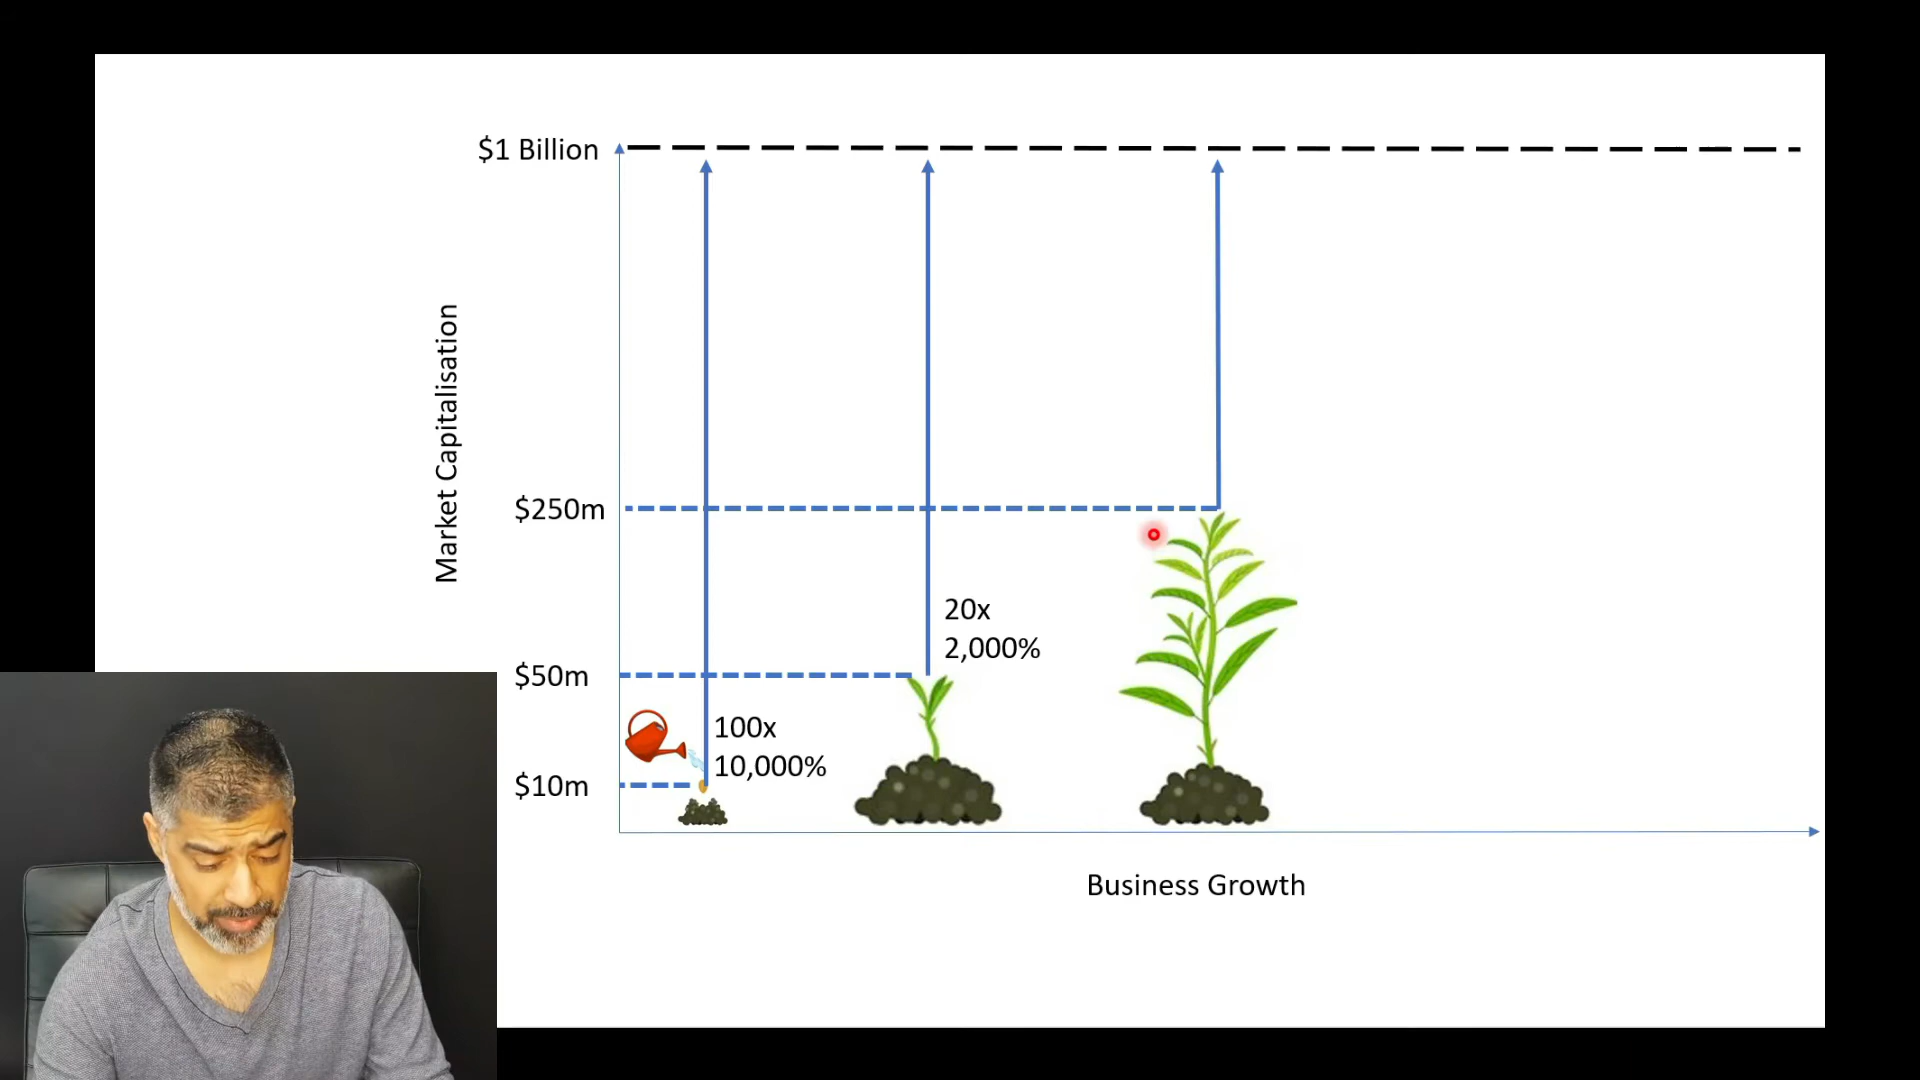 $1 Billion
Market Capitalisation
$250m
20x
2,000%
$50m
100x
10,000%
$10m
Business Growth